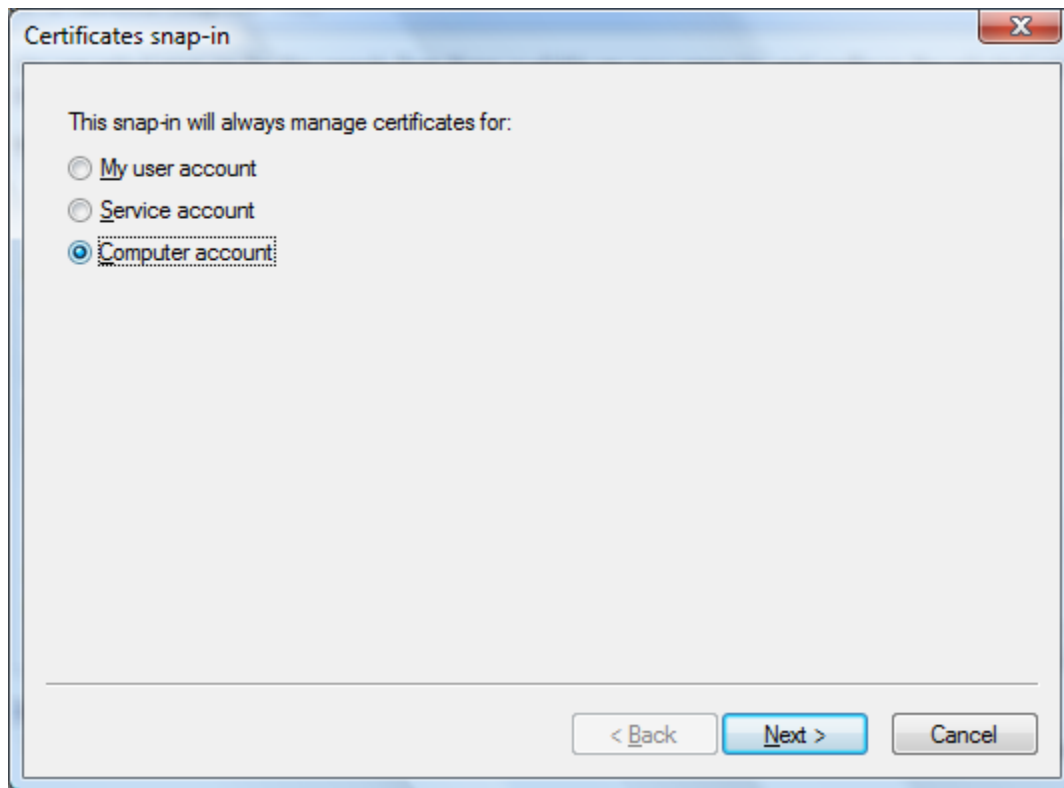 Certificates snap-in
This snap-in will always manage certificates for:
My user account
Service account
Computer account
< Back
Next >
Cancel